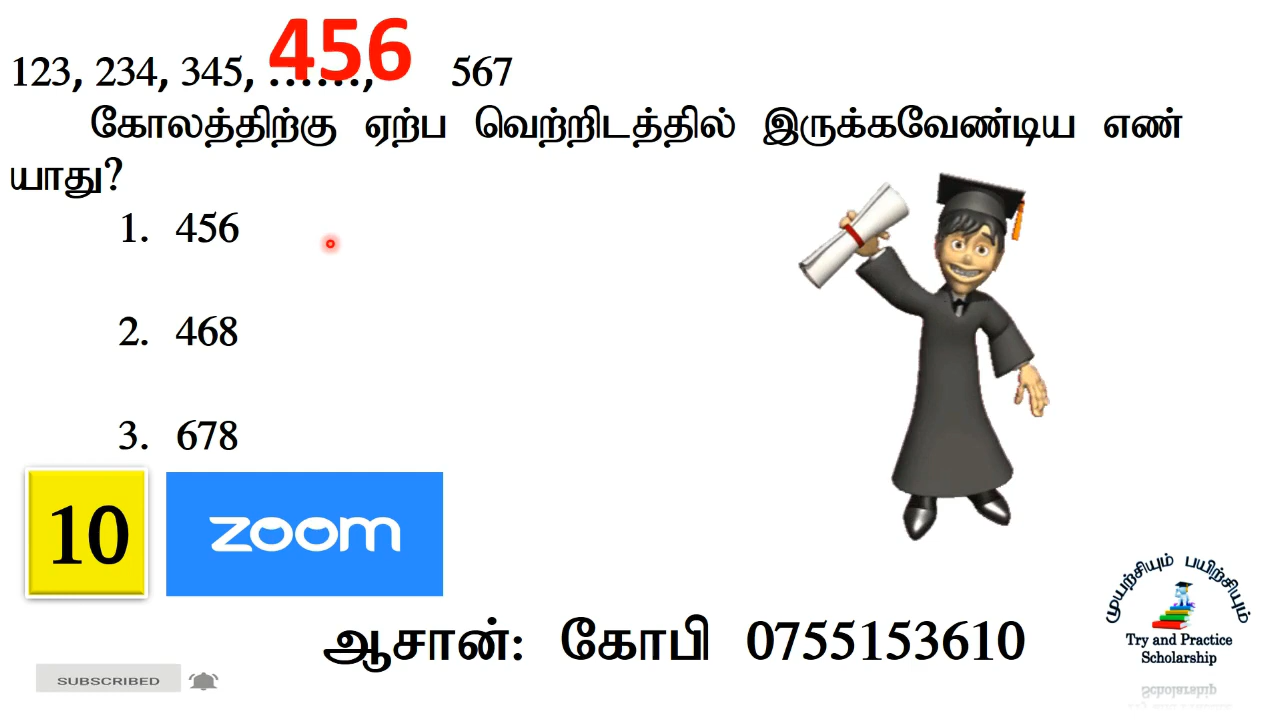 123, 234, 345, ......, 567
456
கோலத்திற்கு ஏற்ப வெற்றிடத்தில் இருக்கவேண்டிய எண்
யாது?
1. 456
2. 468
3. 678
10
zoom
ஆசான்: கோபி 0755153610
முயற்சியும் பயிற்சியும்
Try and Practice
Scholarship
SUBSCRIBED